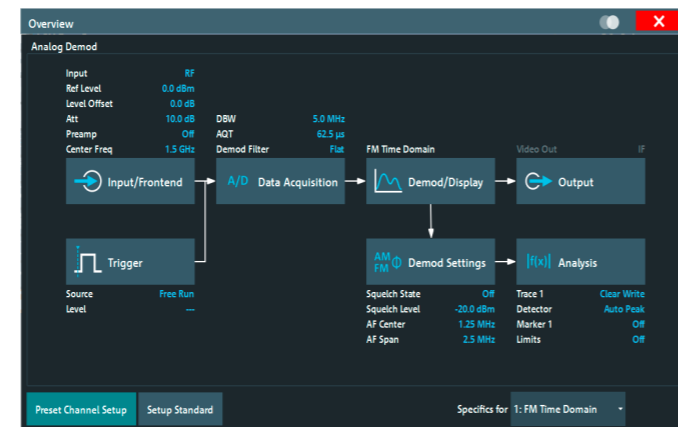 Overview
Analog Demod
Input RF
Ref Level 0.0 dBm
Level Offset 0.0 dB
Att 10.0 dB DBW 5.0 MHz
Preamp Off AQT 62.5 µs
Center Freq 1.5 GHz Demod Filter Flat FM Time Domain Video Out IF
Input/Frontend A/D Data Acquisition Demod/Display Output
Trigger AM FM Φ Demod Settings |f(x)| Analysis
Source Free Run Squelch State Off Trace 1 Clear Write
Level --- Squelch Level -20.0 dBm Detector Auto Peak
AF Center 1.25 MHz Marker 1 Off
AF Span 2.5 MHz Limits Off
Preset Channel Setup Setup Standard Specifics for 1: FM Time Domain